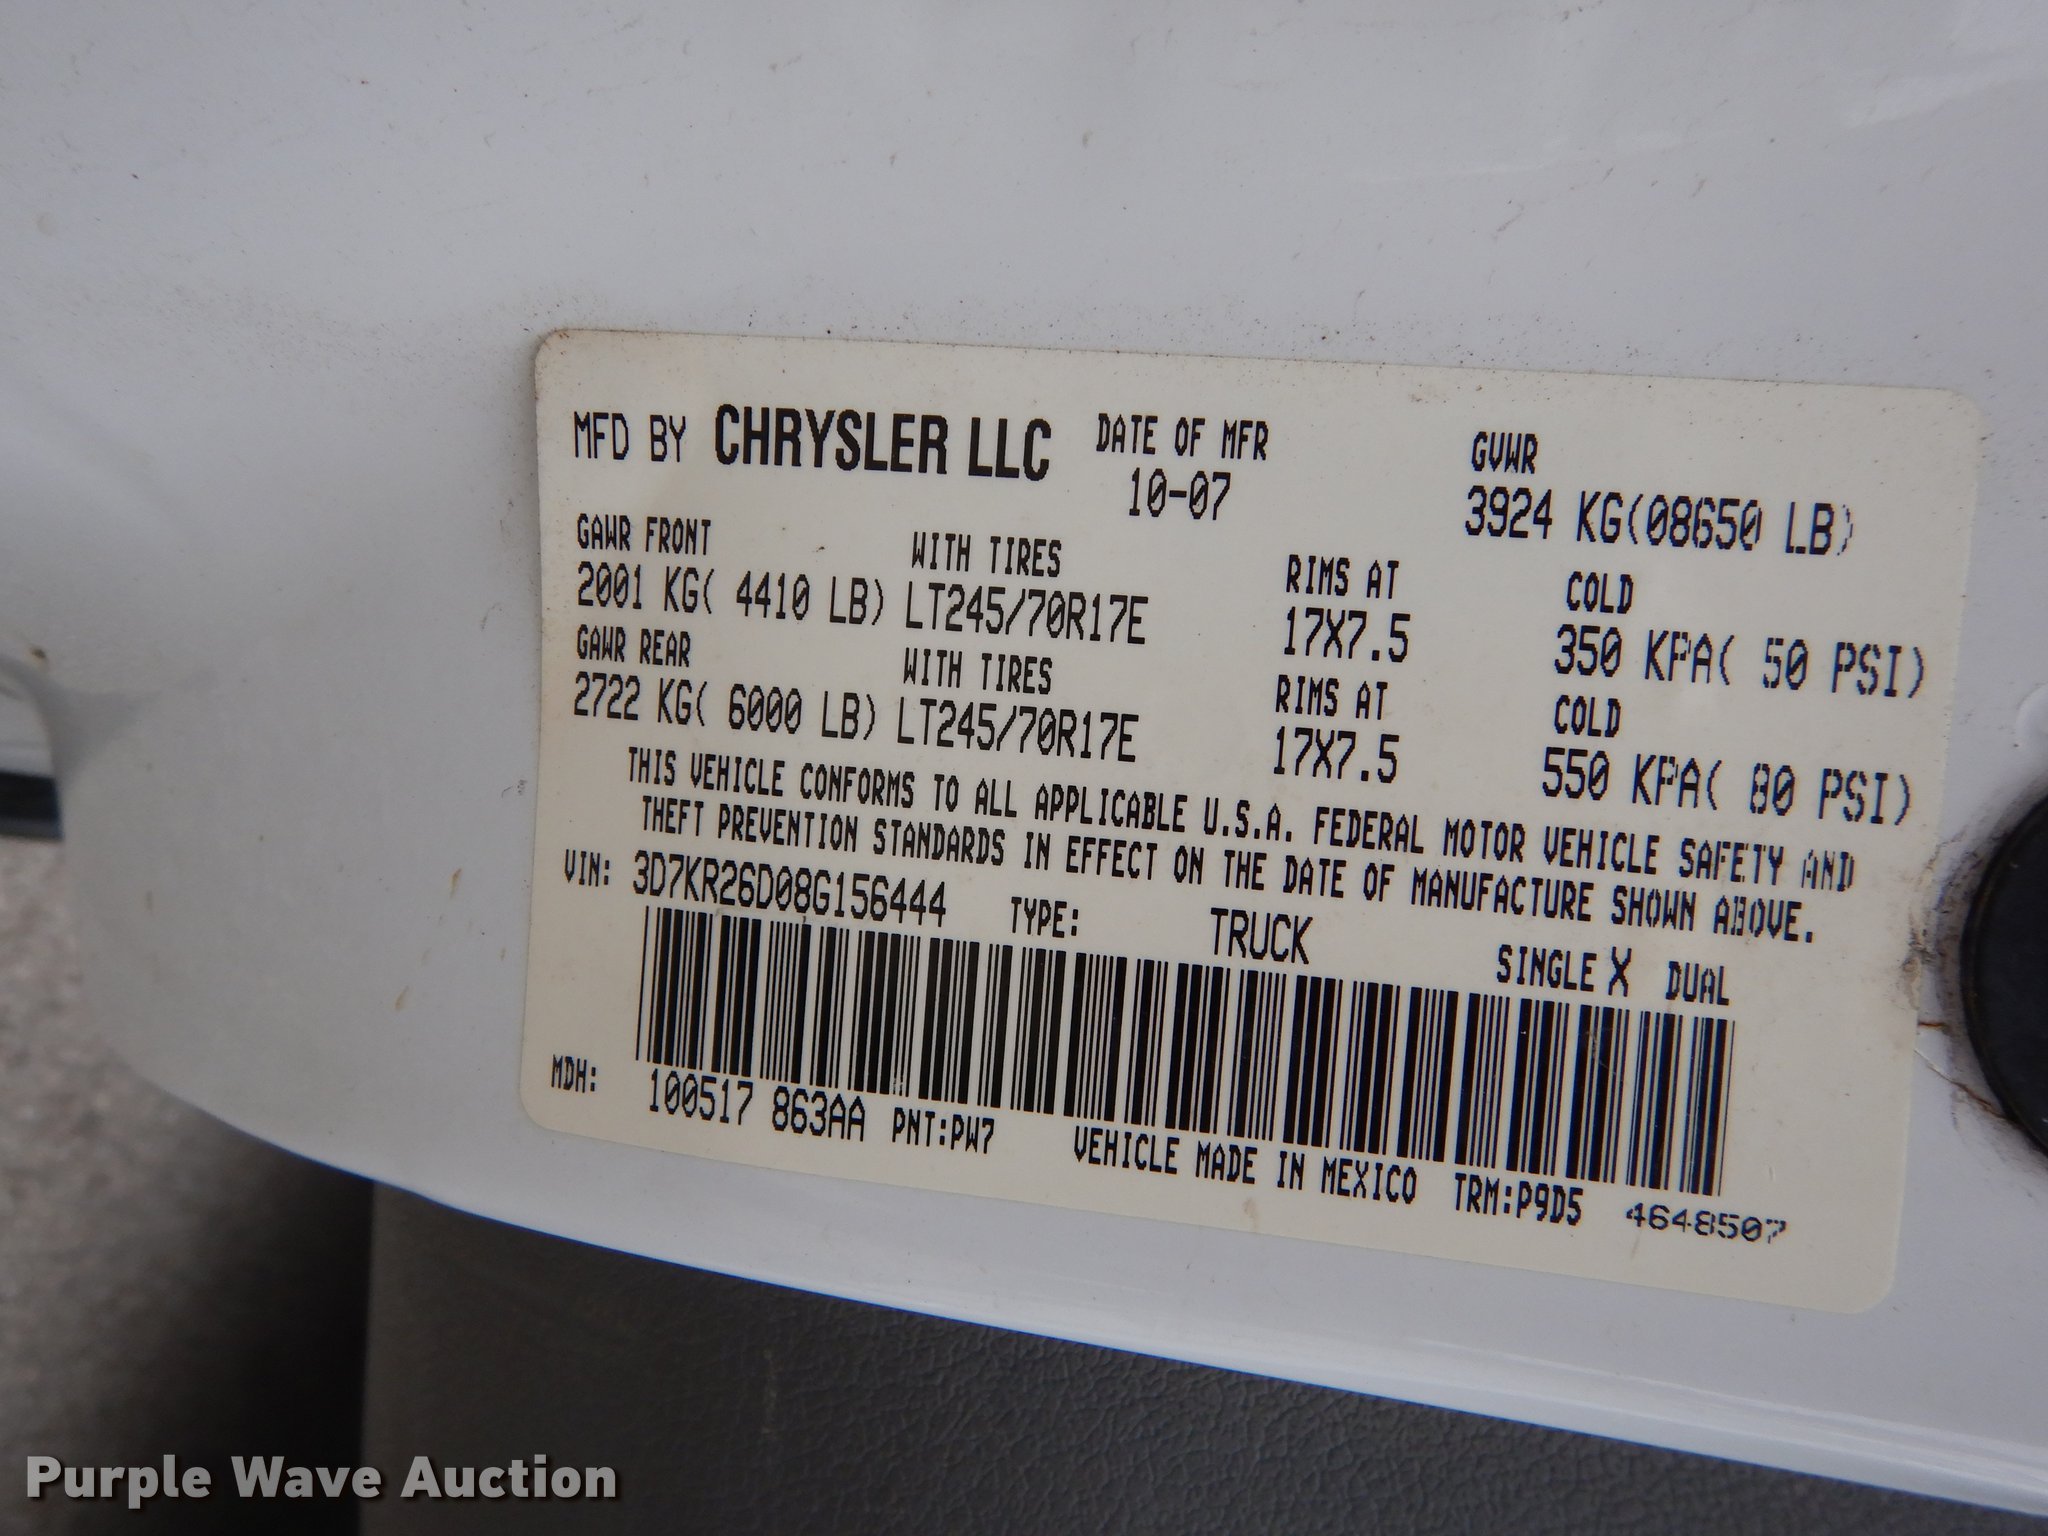 MFD BY CHRYSLER LLC DATE OF MFR GVWR
10-07 3924 KG(08650 LB)
GAWR FRONT WITH TIRES RIMS AT COLD
2001 KG( 4410 LB) LT245/70R17E 17X7.5 350 KPA( 50 PSI)
GAWR REAR WITH TIRES RIMS AT COLD
2722 KG( 6000 LB) LT245/70R17E 17X7.5 550 KPA( 80 PSI)
THIS VEHICLE CONFORMS TO ALL APPLICABLE U.S.A. FEDERAL MOTOR VEHICLE SAFETY AND
THEFT PREVENTION STANDARDS IN EFFECT ON THE DATE OF MANUFACTURE SHOWN ABOVE.
VIN: 3D7KR26D08G156444 TYPE: TRUCK SINGLE X DUAL
MDH: 100517 863AA PNT:PW7 VEHICLE MADE IN MEXICO TRM:P9D5 4648507
Purple Wave Auction